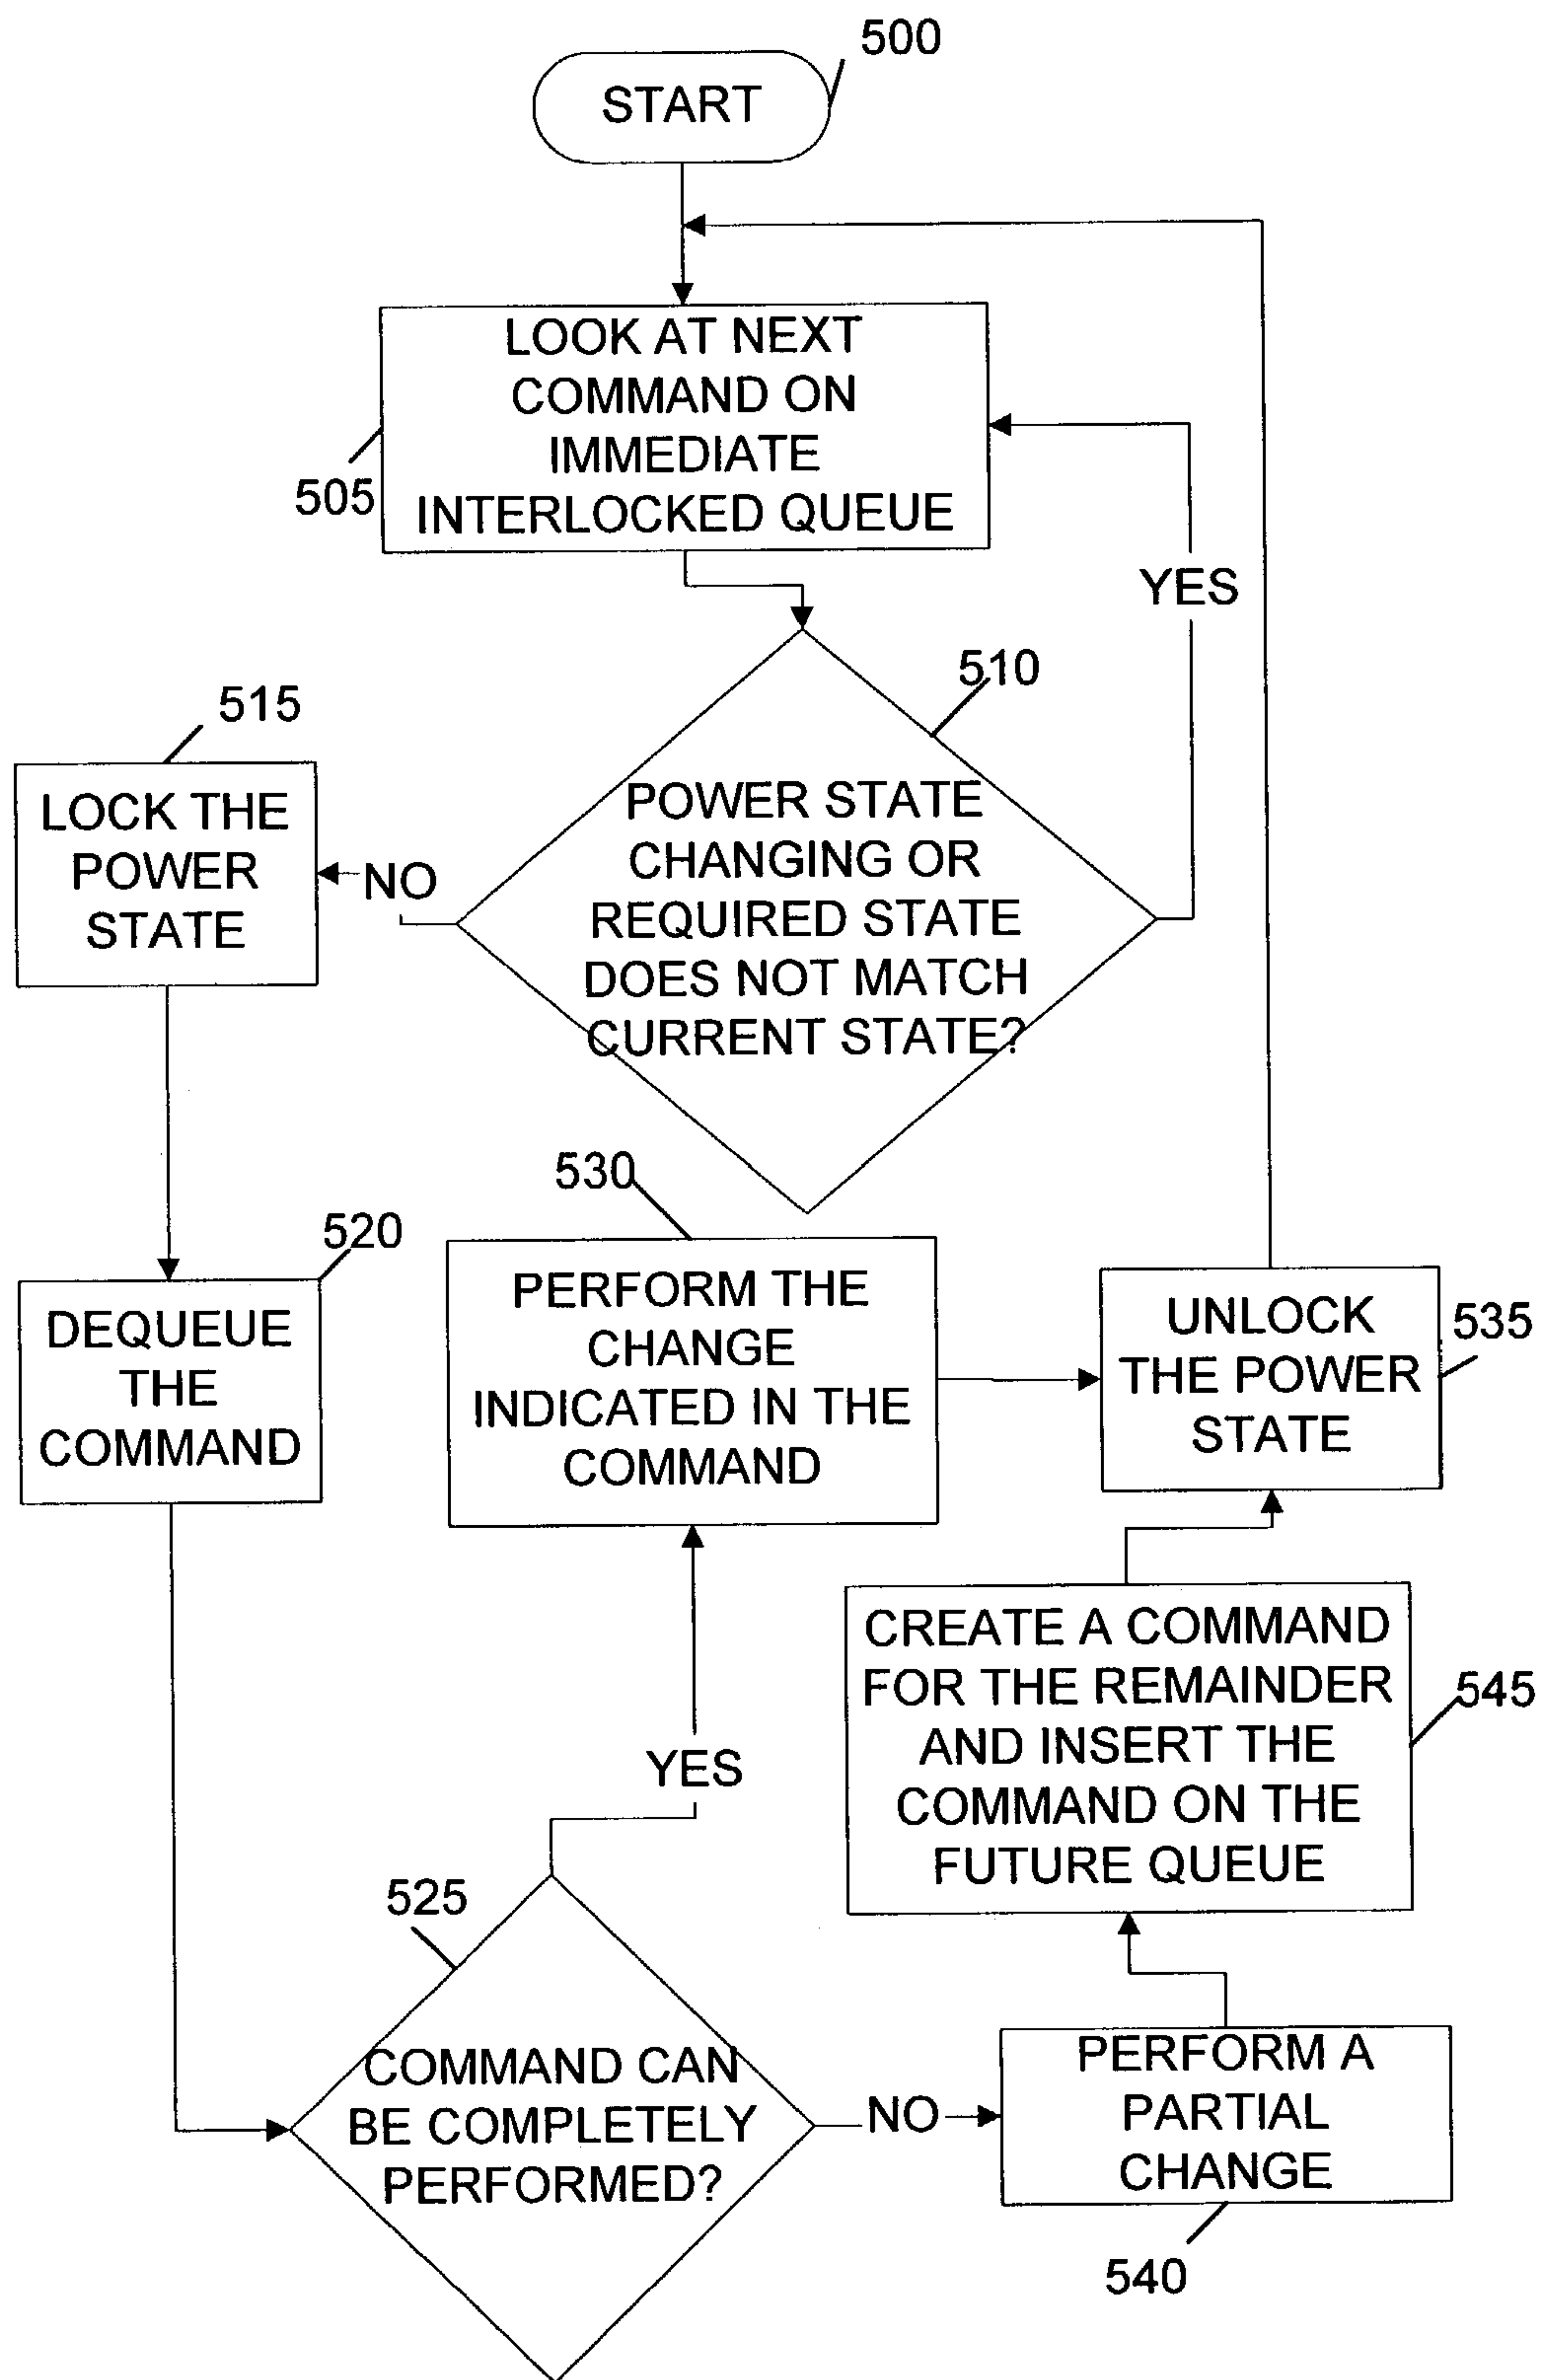 500
START
LOOK AT NEXT
COMMAND ON
IMMEDIATE
INTERLOCKED QUEUE
505
YES
510
515
POWER STATE
CHANGING OR
REQUIRED STATE
DOES NOT MATCH
CURRENT STATE?
NO
LOCK THE
POWER
STATE
520
DEQUEUE
THE
COMMAND
530
PERFORM THE
CHANGE
INDICATED IN THE
COMMAND
UNLOCK
THE POWER
STATE
535
YES
CREATE A COMMAND
FOR THE REMAINDER
AND INSERT THE
COMMAND ON THE
FUTURE QUEUE
545
525
COMMAND CAN
BE COMPLETELY
PERFORMED?
NO
PERFORM A
PARTIAL
CHANGE
540